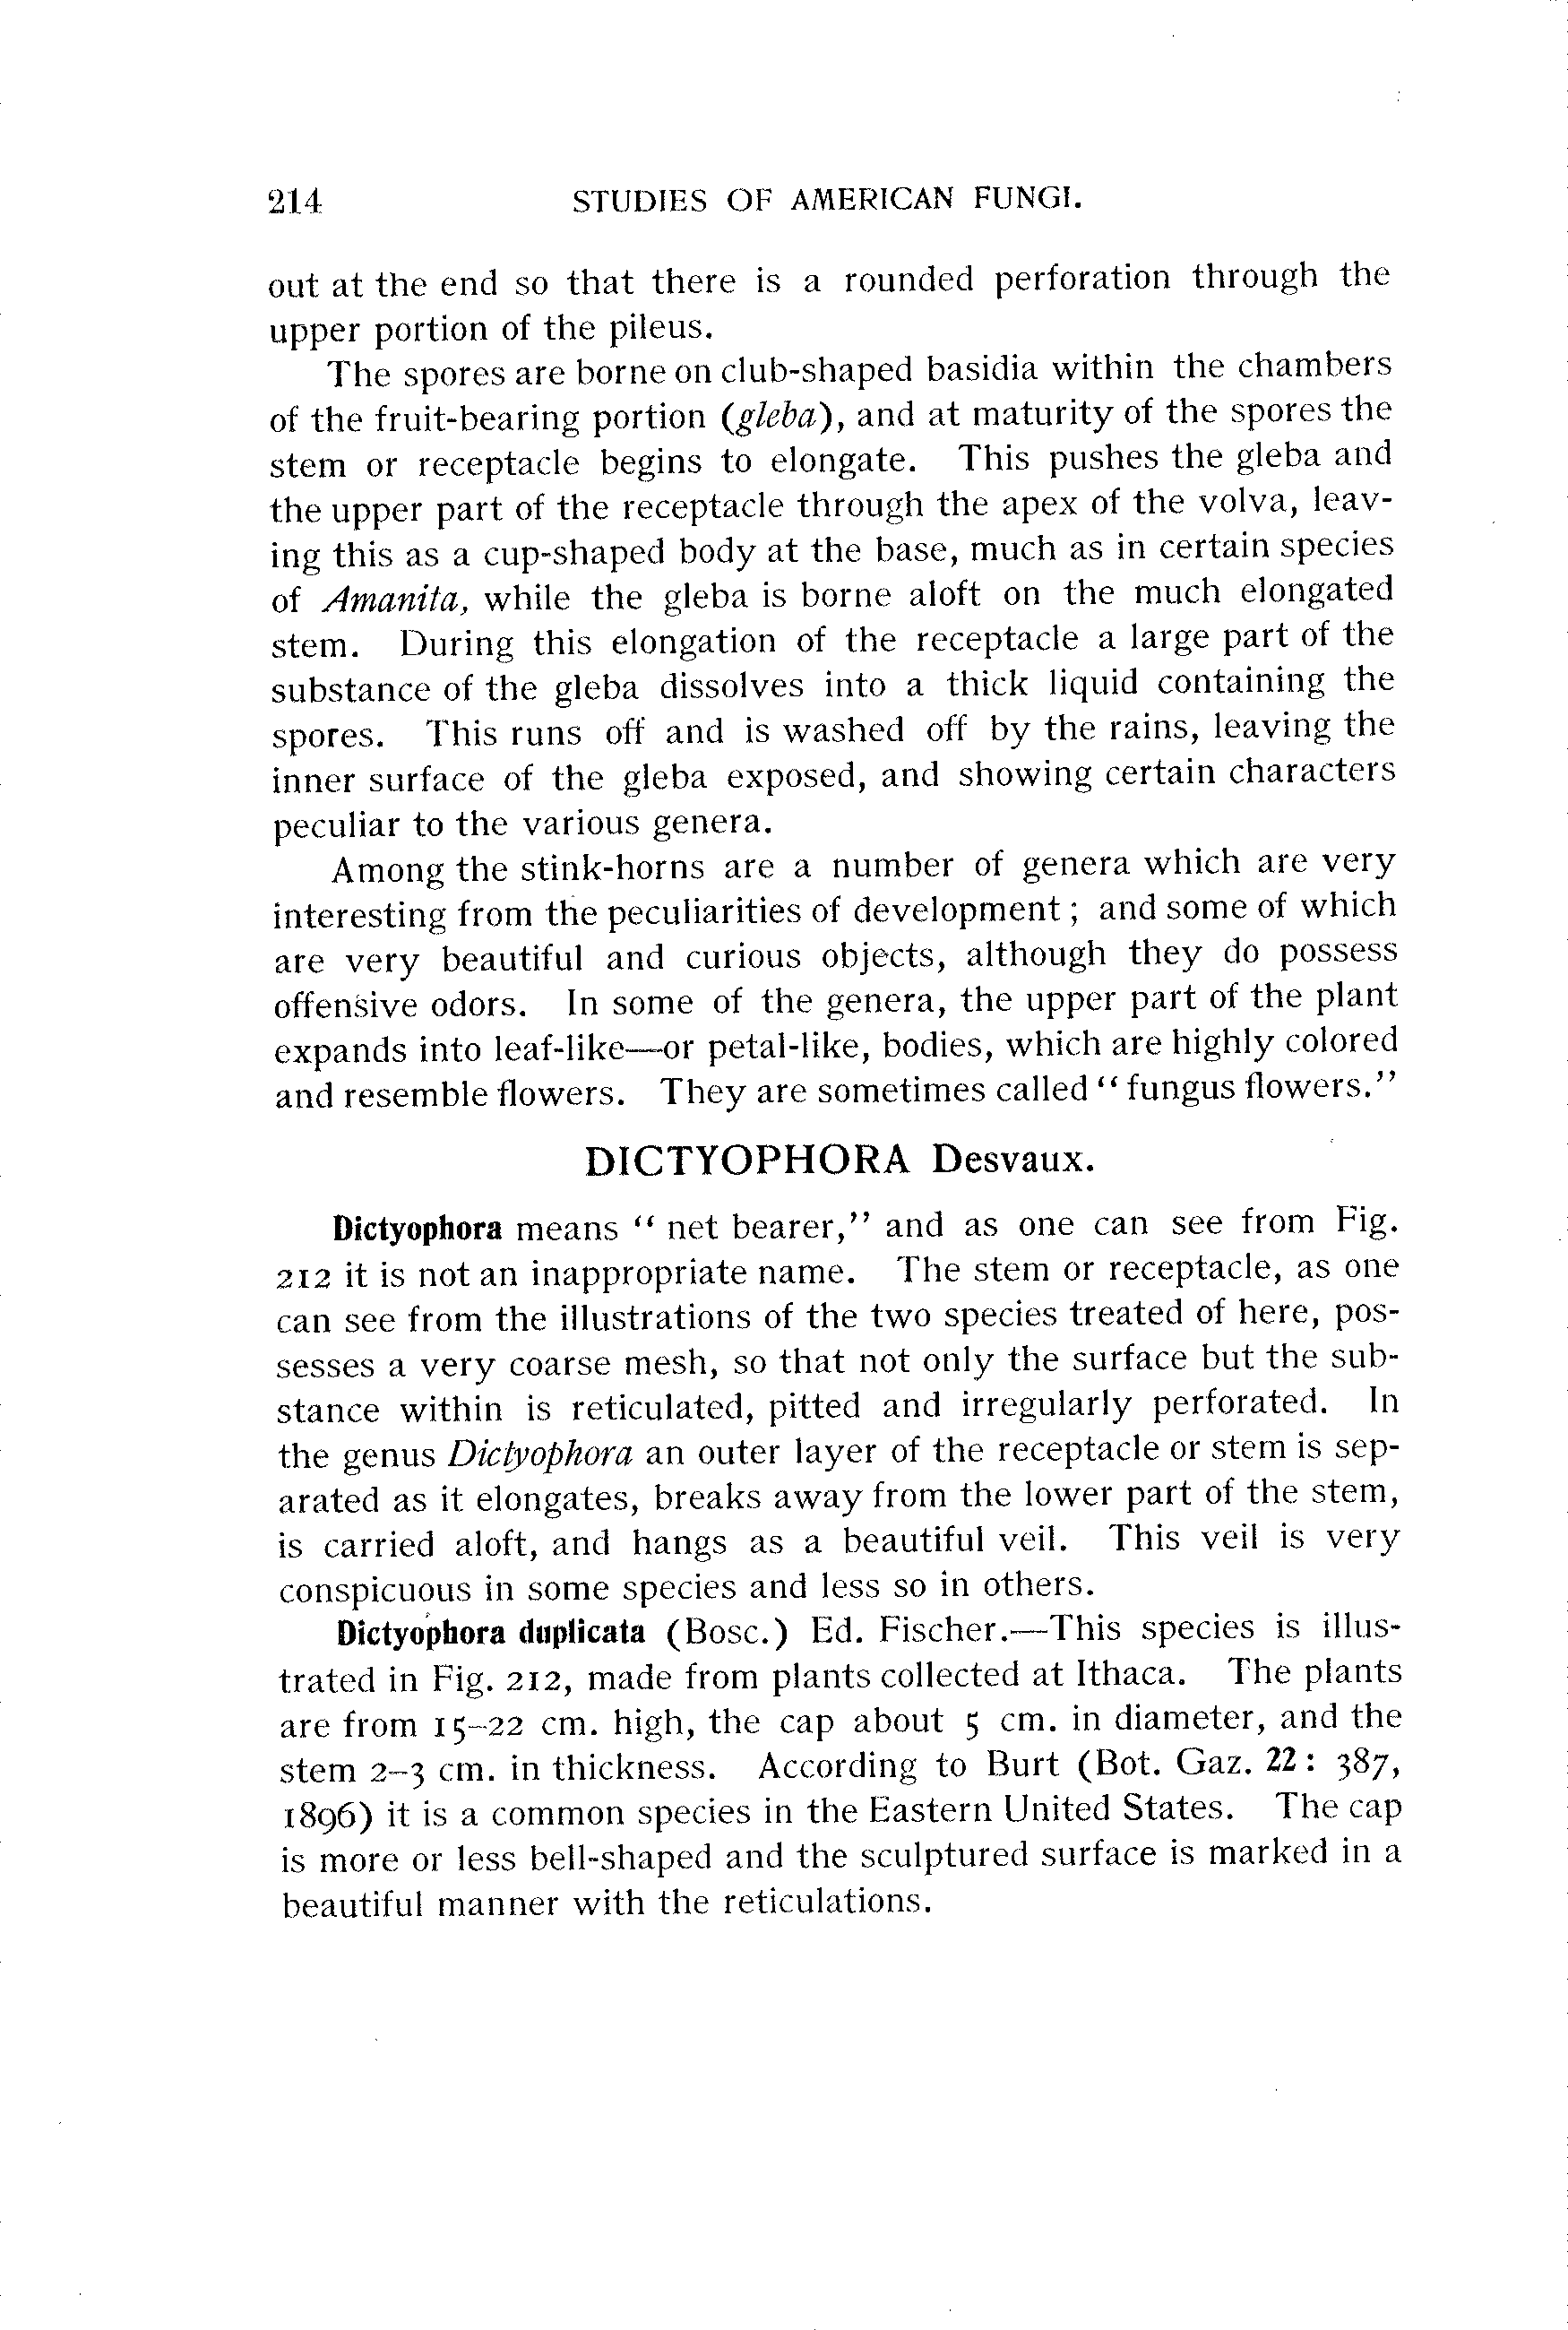 214 STUDIES OF AMERICAN FUNGI.
out at the end so that there is a rounded perforation through the
upper portion of the pileus.
The spores are borne on club-shaped basidia within the chambers
of the fruit-bearing portion (gleba), and at maturity of the spores the
stem or receptacle begins to elongate. This pushes the gleba and
the upper part of the receptacle through the apex of the volva, leav-
ing this as a cup-shaped body at the base, much as in certain species
of Amanita, while the gleba is borne aloft on the much elongated
stem. During this elongation of the receptacle a large part of the
substance of the gleba dissolves into a thick liquid containing the
spores. This runs off and is washed off by the rains, leaving the
inner surface of the gleba exposed, and showing certain characters
peculiar to the various genera.
Among the stink-horns are a number of genera which are very
interesting from the peculiarities of development ; and some of which
are very beautiful and curious objects, although they do possess
offensive odors. In some of the genera, the upper part of the plant
expands into leaf-like—or petal-like, bodies, which are highly colored
and resemble flowers. They are sometimes called “ fungus flowers.”
DICTYOPHORA Desvaux.
Dictyophora means “ net bearer,” and as one can see from Fig.
212 it is not an inappropriate name. The stem or receptacle, as one
can see from the illustrations of the two species treated of here, pos-
sesses a very coarse mesh, so that not only the surface but the sub-
stance within is reticulated, pitted and irregularly perforated. In
the genus Dictyophora an outer layer of the receptacle or stem is sep-
arated as it elongates, breaks away from the lower part of the stem,
is carried aloft, and hangs as a beautiful veil. This veil is very
conspicuous in some species and less so in others.
Dictyophora duplicata (Bosc.) Ed. Fischer.—This species is illus-
trated in Fig. 212, made from plants collected at Ithaca. The plants
are from 15–22 cm. high, the cap about 5 cm. in diameter, and the
stem 2–3 cm. in thickness. According to Burt (Bot. Gaz. 22 : 387,
1896) it is a common species in the Eastern United States. The cap
is more or less bell-shaped and the sculptured surface is marked in a
beautiful manner with the reticulations.